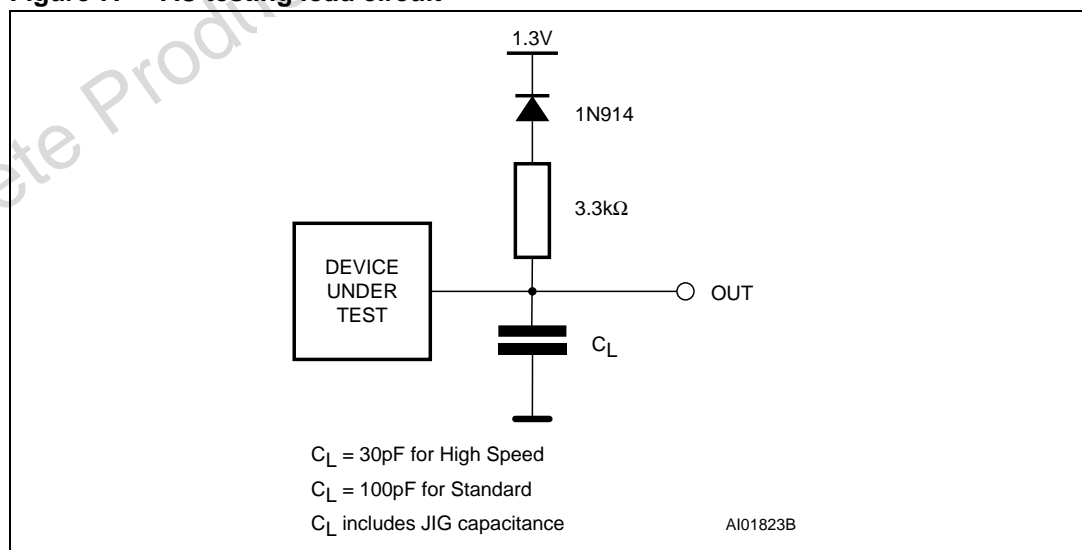 1.3V
1N914
3.3kΩ
DEVICE
UNDER
TEST
OUT
CL
CL = 30pF for High Speed
CL = 100pF for Standard
CL includes JIG capacitance
AI01823B